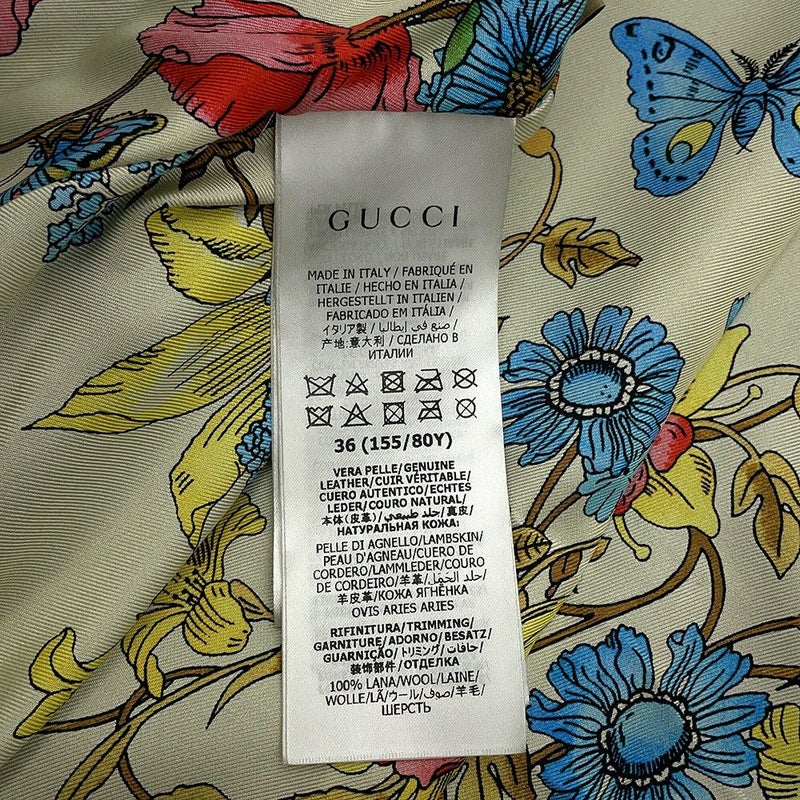 GUCCI
MADE IN ITALY / FABRIQUÉ EN
ITALIE / HECHO EN ITALIA /
HERGESTELLT IN ITALIEN /
FABRICADO EM ITÁLIA /
イタリア製 / صنع في إيطاليا /
产地:意大利 / СДЕЛАНО В
ИТАЛИИ
36 (155/80Y)
VERA PELLE/GENUINE
LEATHER/CUIR VÉRITABLE/
CUERO AUTENTICO/ECHTES
LEDER/COURO NATURAL/
本体(皮革)/جلد طبيعي/真皮/
НАТУРАЛЬНАЯ КОЖА:
PELLE DI AGNELLO/LAMBSKIN/
PEAU D'AGNEAU/CUERO DE
CORDERO/LAMMLEDER/COURO
DE CORDEIRO/羊革/جلد الحَمَل/
羊皮革/КОЖА ЯГНЁНКА
OVIS ARIES ARIES
RIFINITURA/TRIMMING/
GARNITURE/ADORNO/BESATZ/
GUARNIÇÃO/トリミング/حافات/
装饰部件/ОТДЕЛКА
100% LANA/WOOL/LAINE/
WOLLE/LÃ/ウール/صوف/羊毛/
ШЕРСТЬ